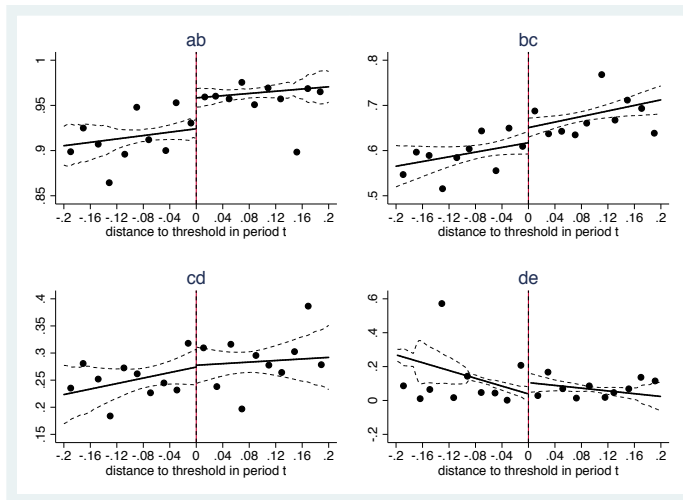 ab
1
.95
.9
.85
-.2 -.16 -.12 -.08 -.04 0 .04 .08 .12 .16 .2
distance to threshold in period t
bc
.8
.7
.6
.5
-.2 -.16 -.12 -.08 -.04 0 .04 .08 .12 .16 .2
distance to threshold in period t
cd
.4
.35
.3
.25
.2
.15
-.2 -.16 -.12 -.08 -.04 0 .04 .08 .12 .16 .2
distance to threshold in period t
de
.6
.4
.2
0
-.2
-.2 -.16 -.12 -.08 -.04 0 .04 .08 .12 .16 .2
distance to threshold in period t